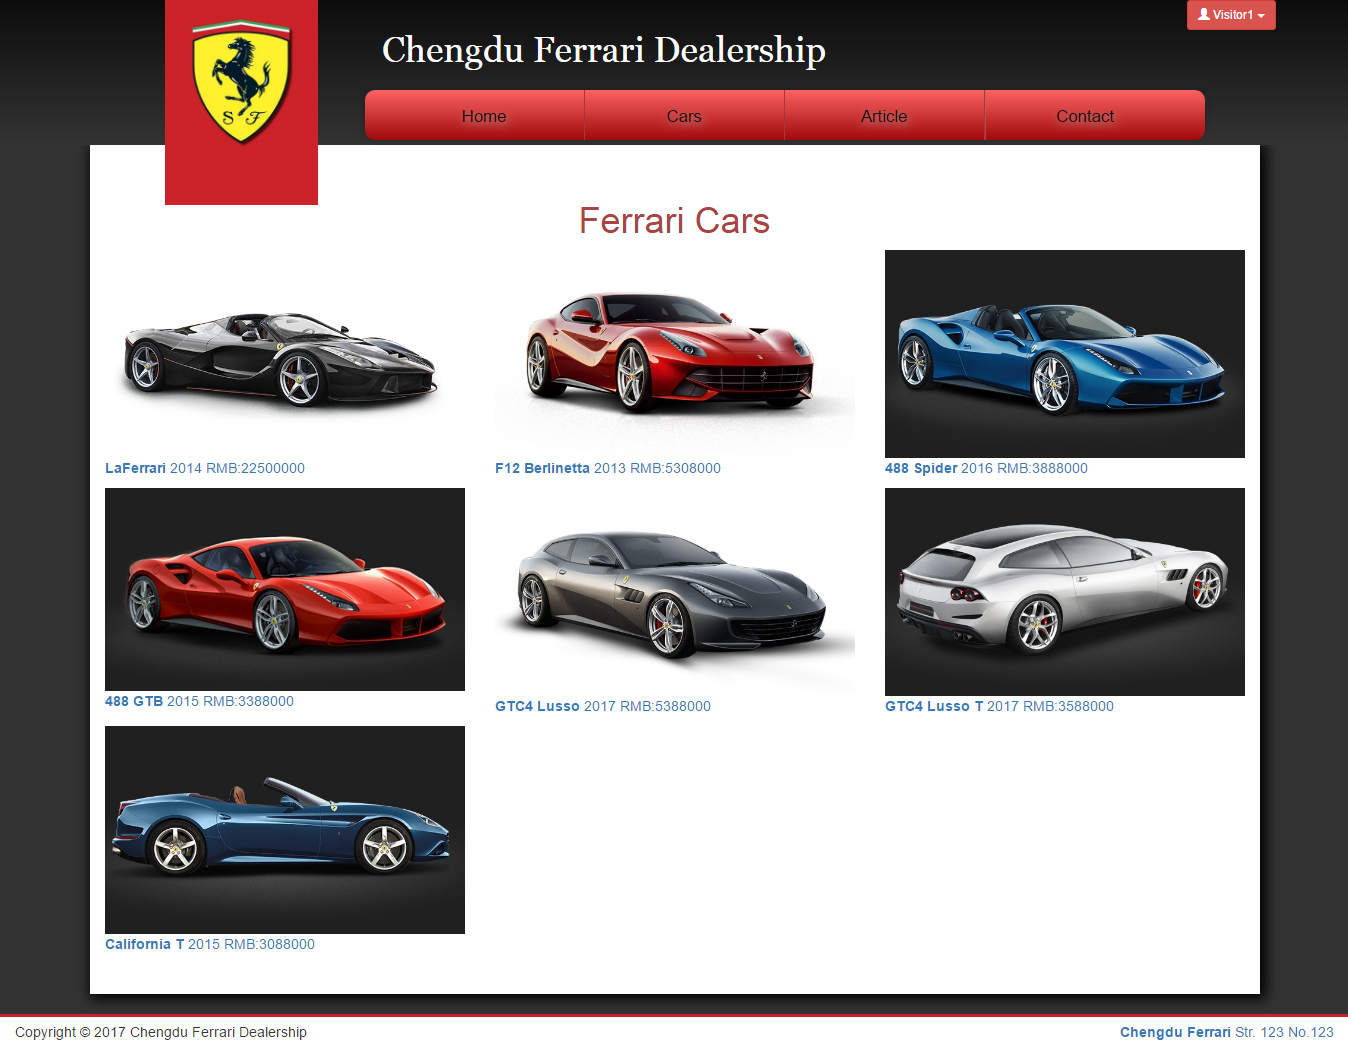 Visitor1
Chengdu Ferrari Dealership
S F
Home Cars Article Contact
Ferrari Cars
LaFerrari 2014 RMB:22500000
F12 Berlinetta 2013 RMB:5308000
488 Spider 2016 RMB:3888000
488 GTB 2015 RMB:3388000
GTC4 Lusso 2017 RMB:5388000
GTC4 Lusso T 2017 RMB:3588000
California T 2015 RMB:3088000
Copyright © 2017 Chengdu Ferrari Dealership
Chengdu Ferrari Str. 123 No.123